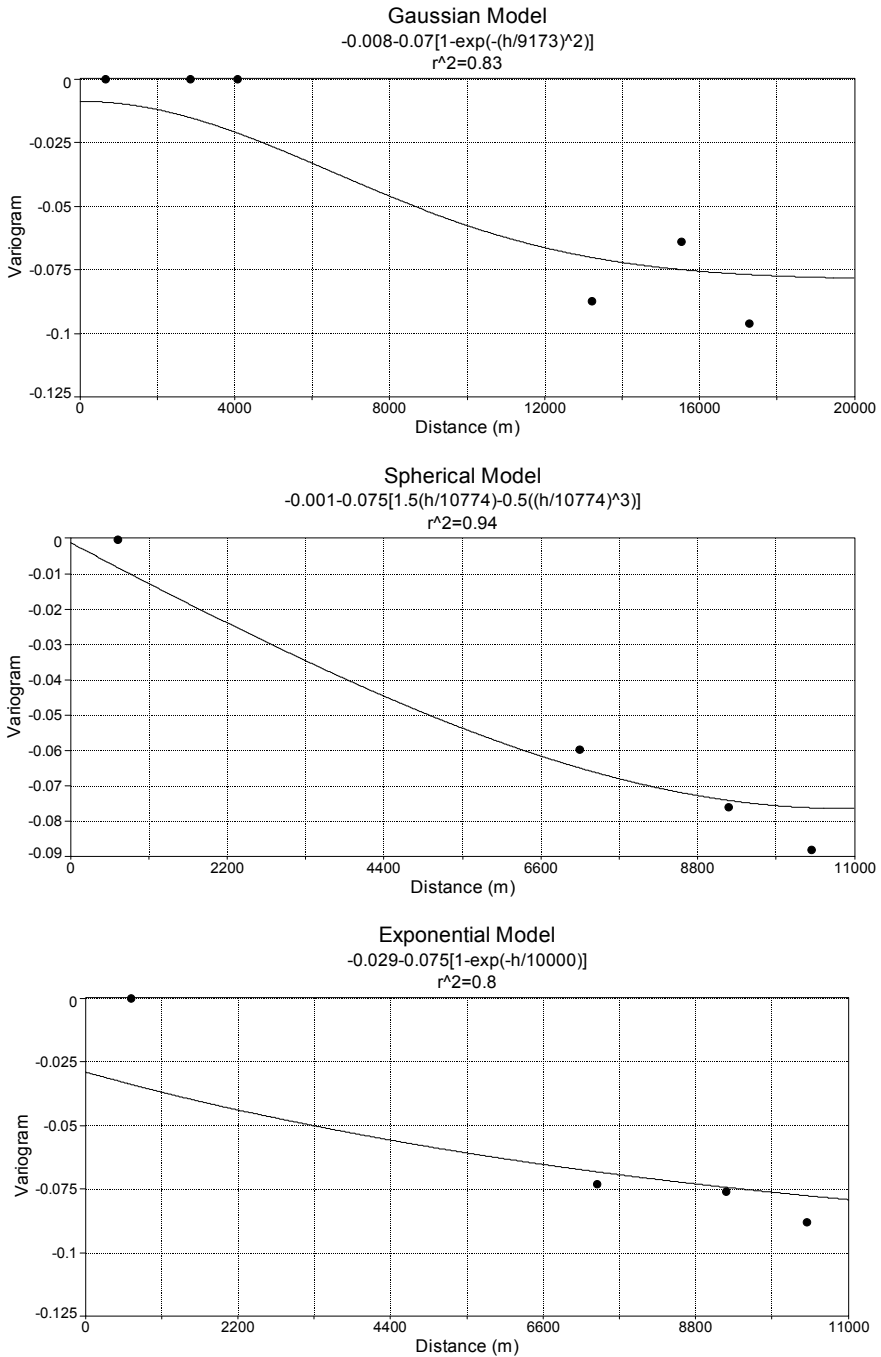 Gaussian Model
-0.008-0.07[1-exp(-(h/9173)^2)]
r^2=0.83
0
-0.025
-0.05
-0.075
-0.1
-0.125
Variogram
0 4000 8000 12000 16000 20000
Distance (m)
Spherical Model
-0.001-0.075[1.5(h/10774)-0.5((h/10774)^3)]
r^2=0.94
0
-0.01
-0.02
-0.03
-0.04
-0.05
-0.06
-0.07
-0.08
-0.09
Variogram
0 2200 4400 6600 8800 11000
Distance (m)
Exponential Model
-0.029-0.075[1-exp(-h/10000)]
r^2=0.8
0
-0.025
-0.05
-0.075
-0.1
-0.125
Variogram
0 2200 4400 6600 8800 11000
Distance (m)